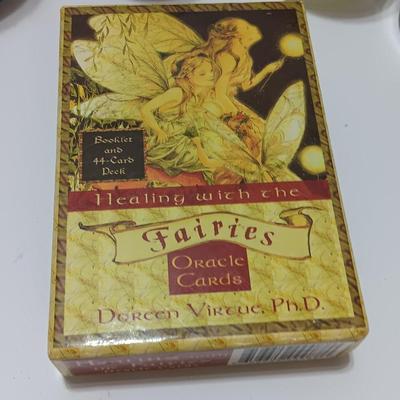 Booklet
and
44-Card
Deck
Healing with the
Fairies
Oracle
Cards
Doreen Virtue, Ph.D.